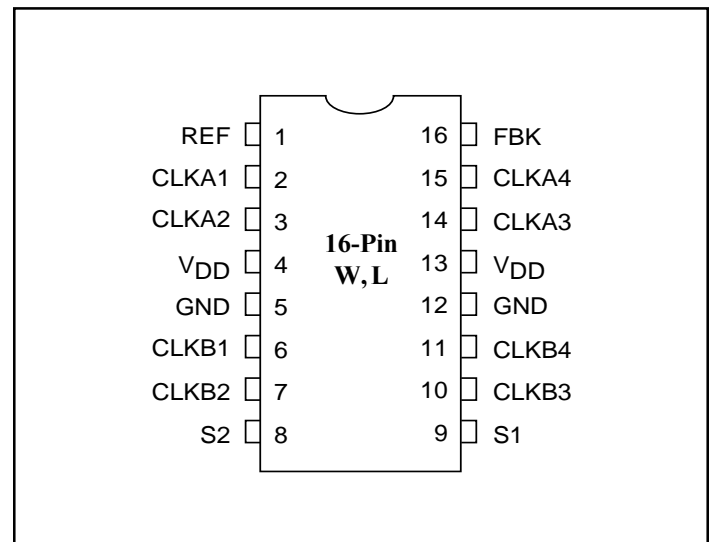 REF 1 16 FBK
CLKA1 2 15 CLKA4
CLKA2 3 14 CLKA3
16-Pin
W, L
VDD 4 13 VDD
GND 5 12 GND
CLKB1 6 11 CLKB4
CLKB2 7 10 CLKB3
S2 8 9 S1